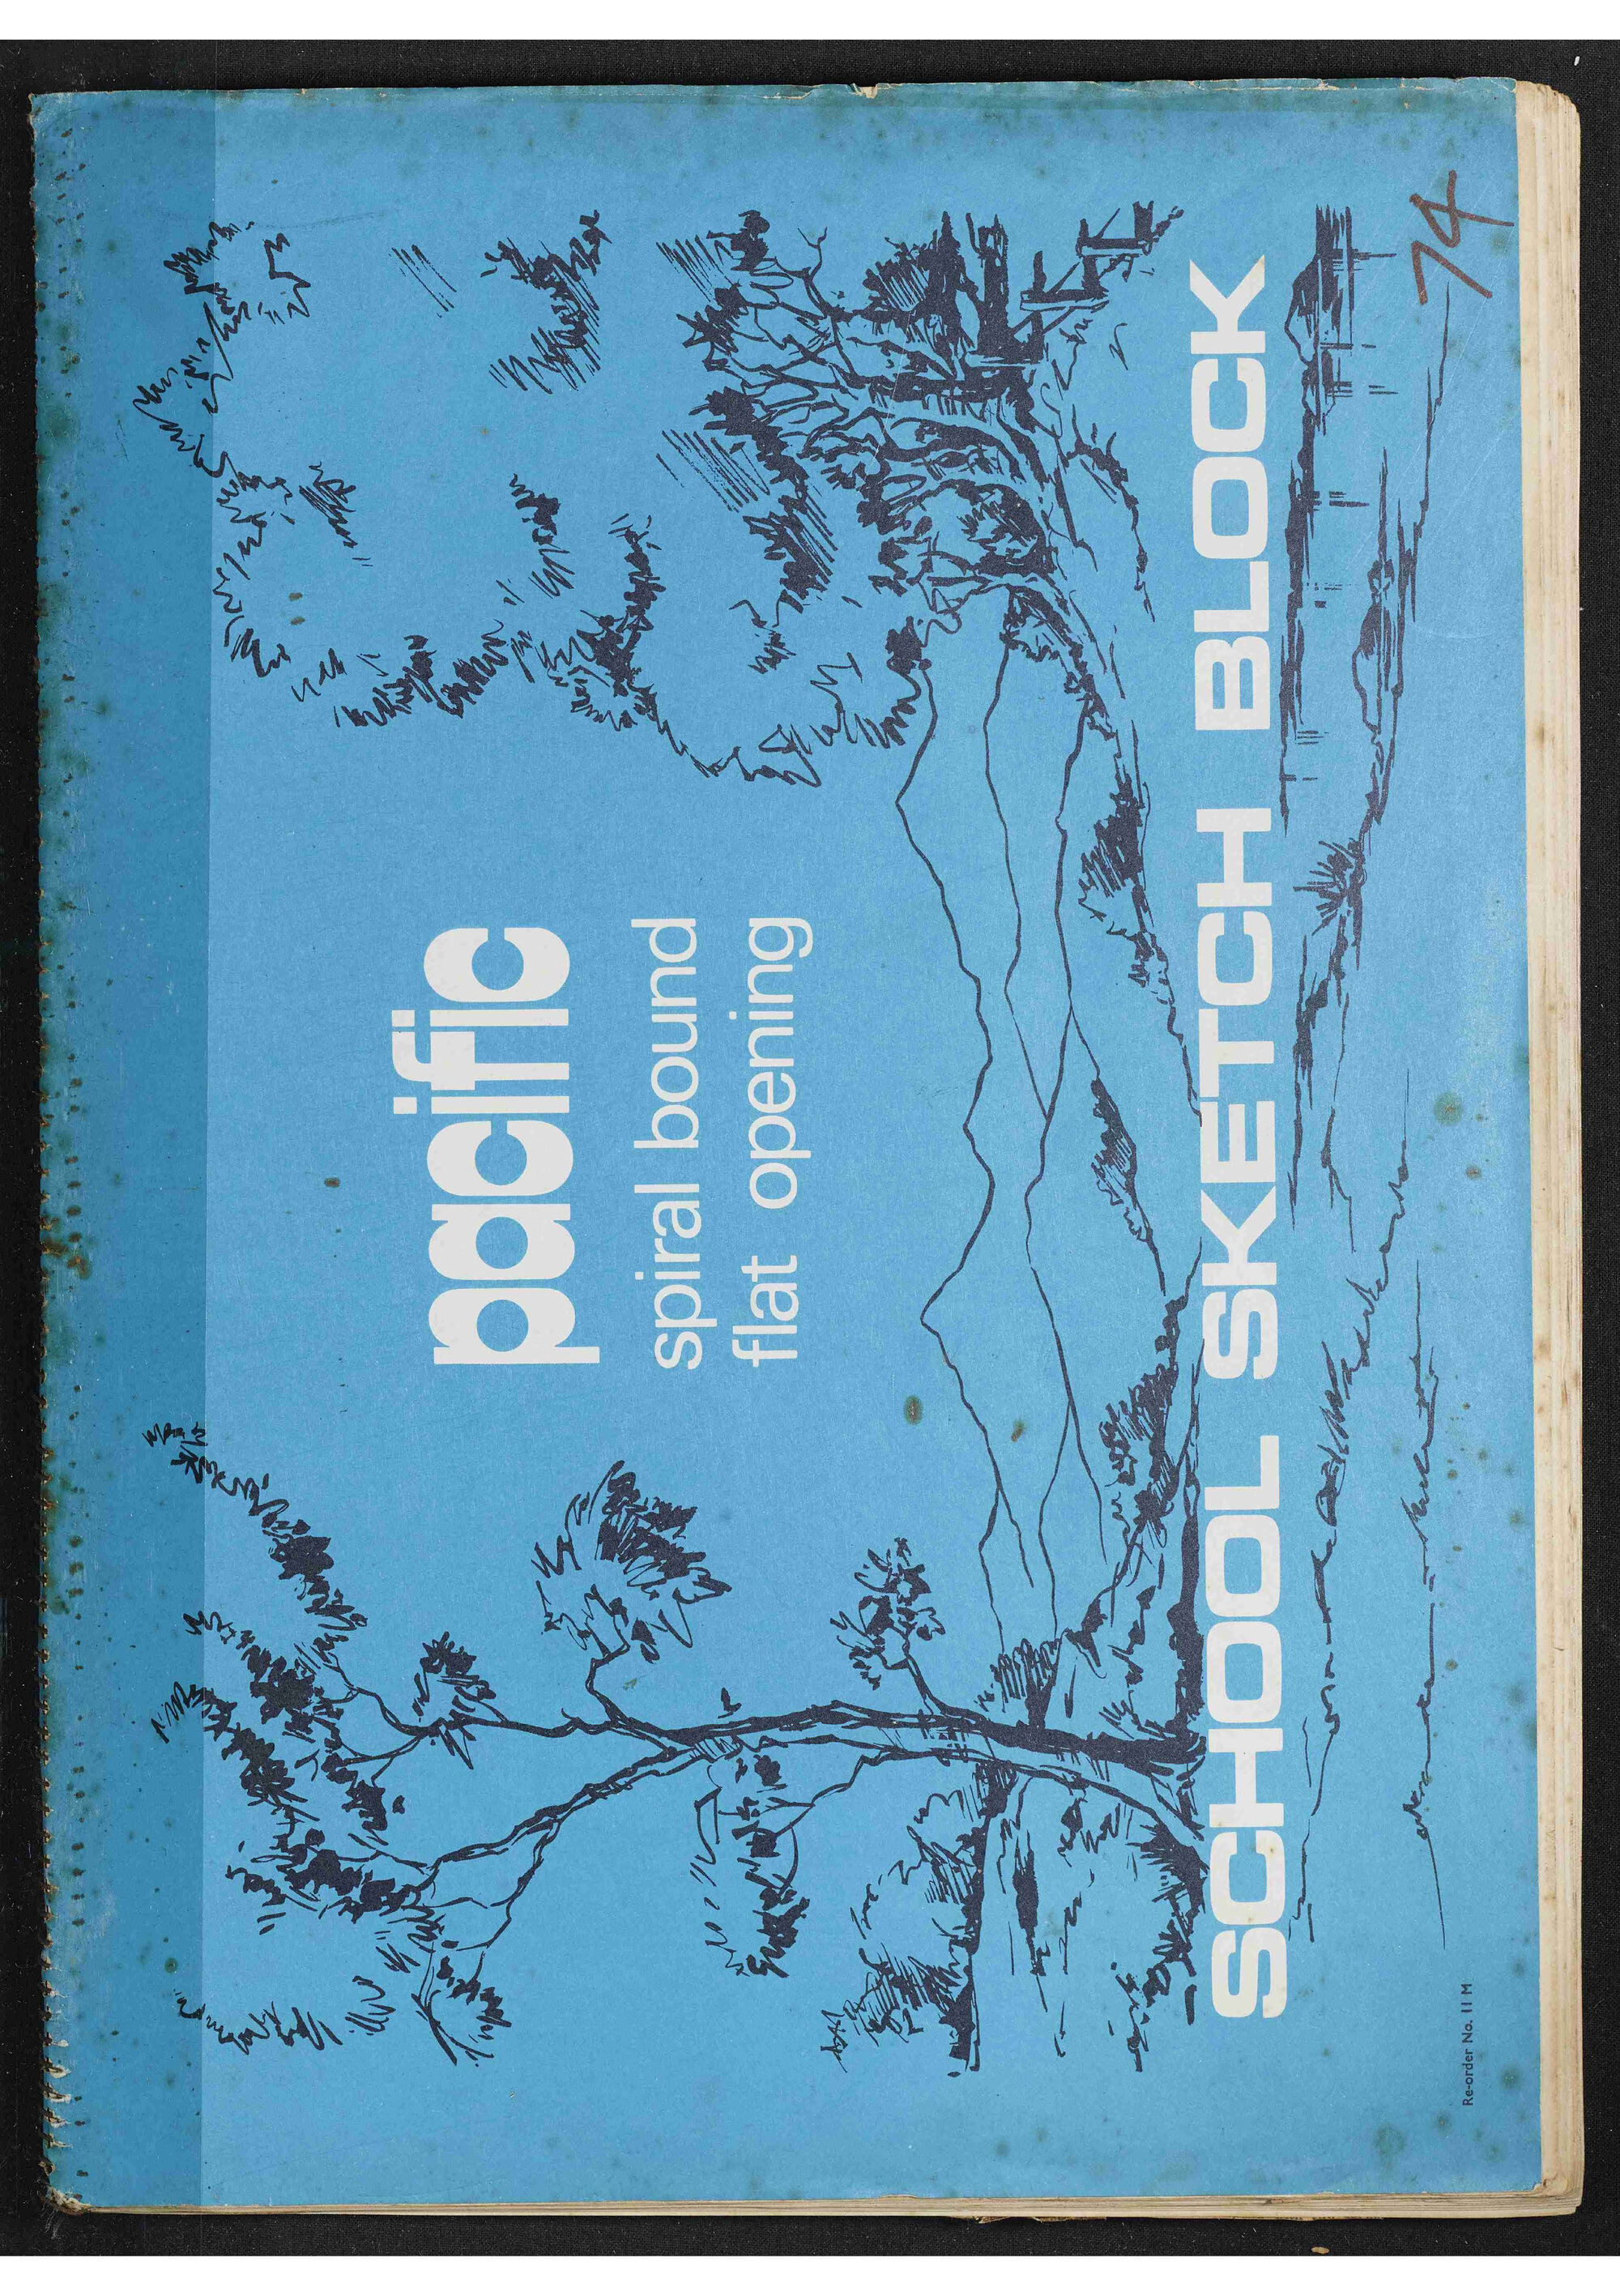 pacific
spiral bound
flat opening
SCHOOL SKETCH BLOCK
Re-order No. 11 M
74